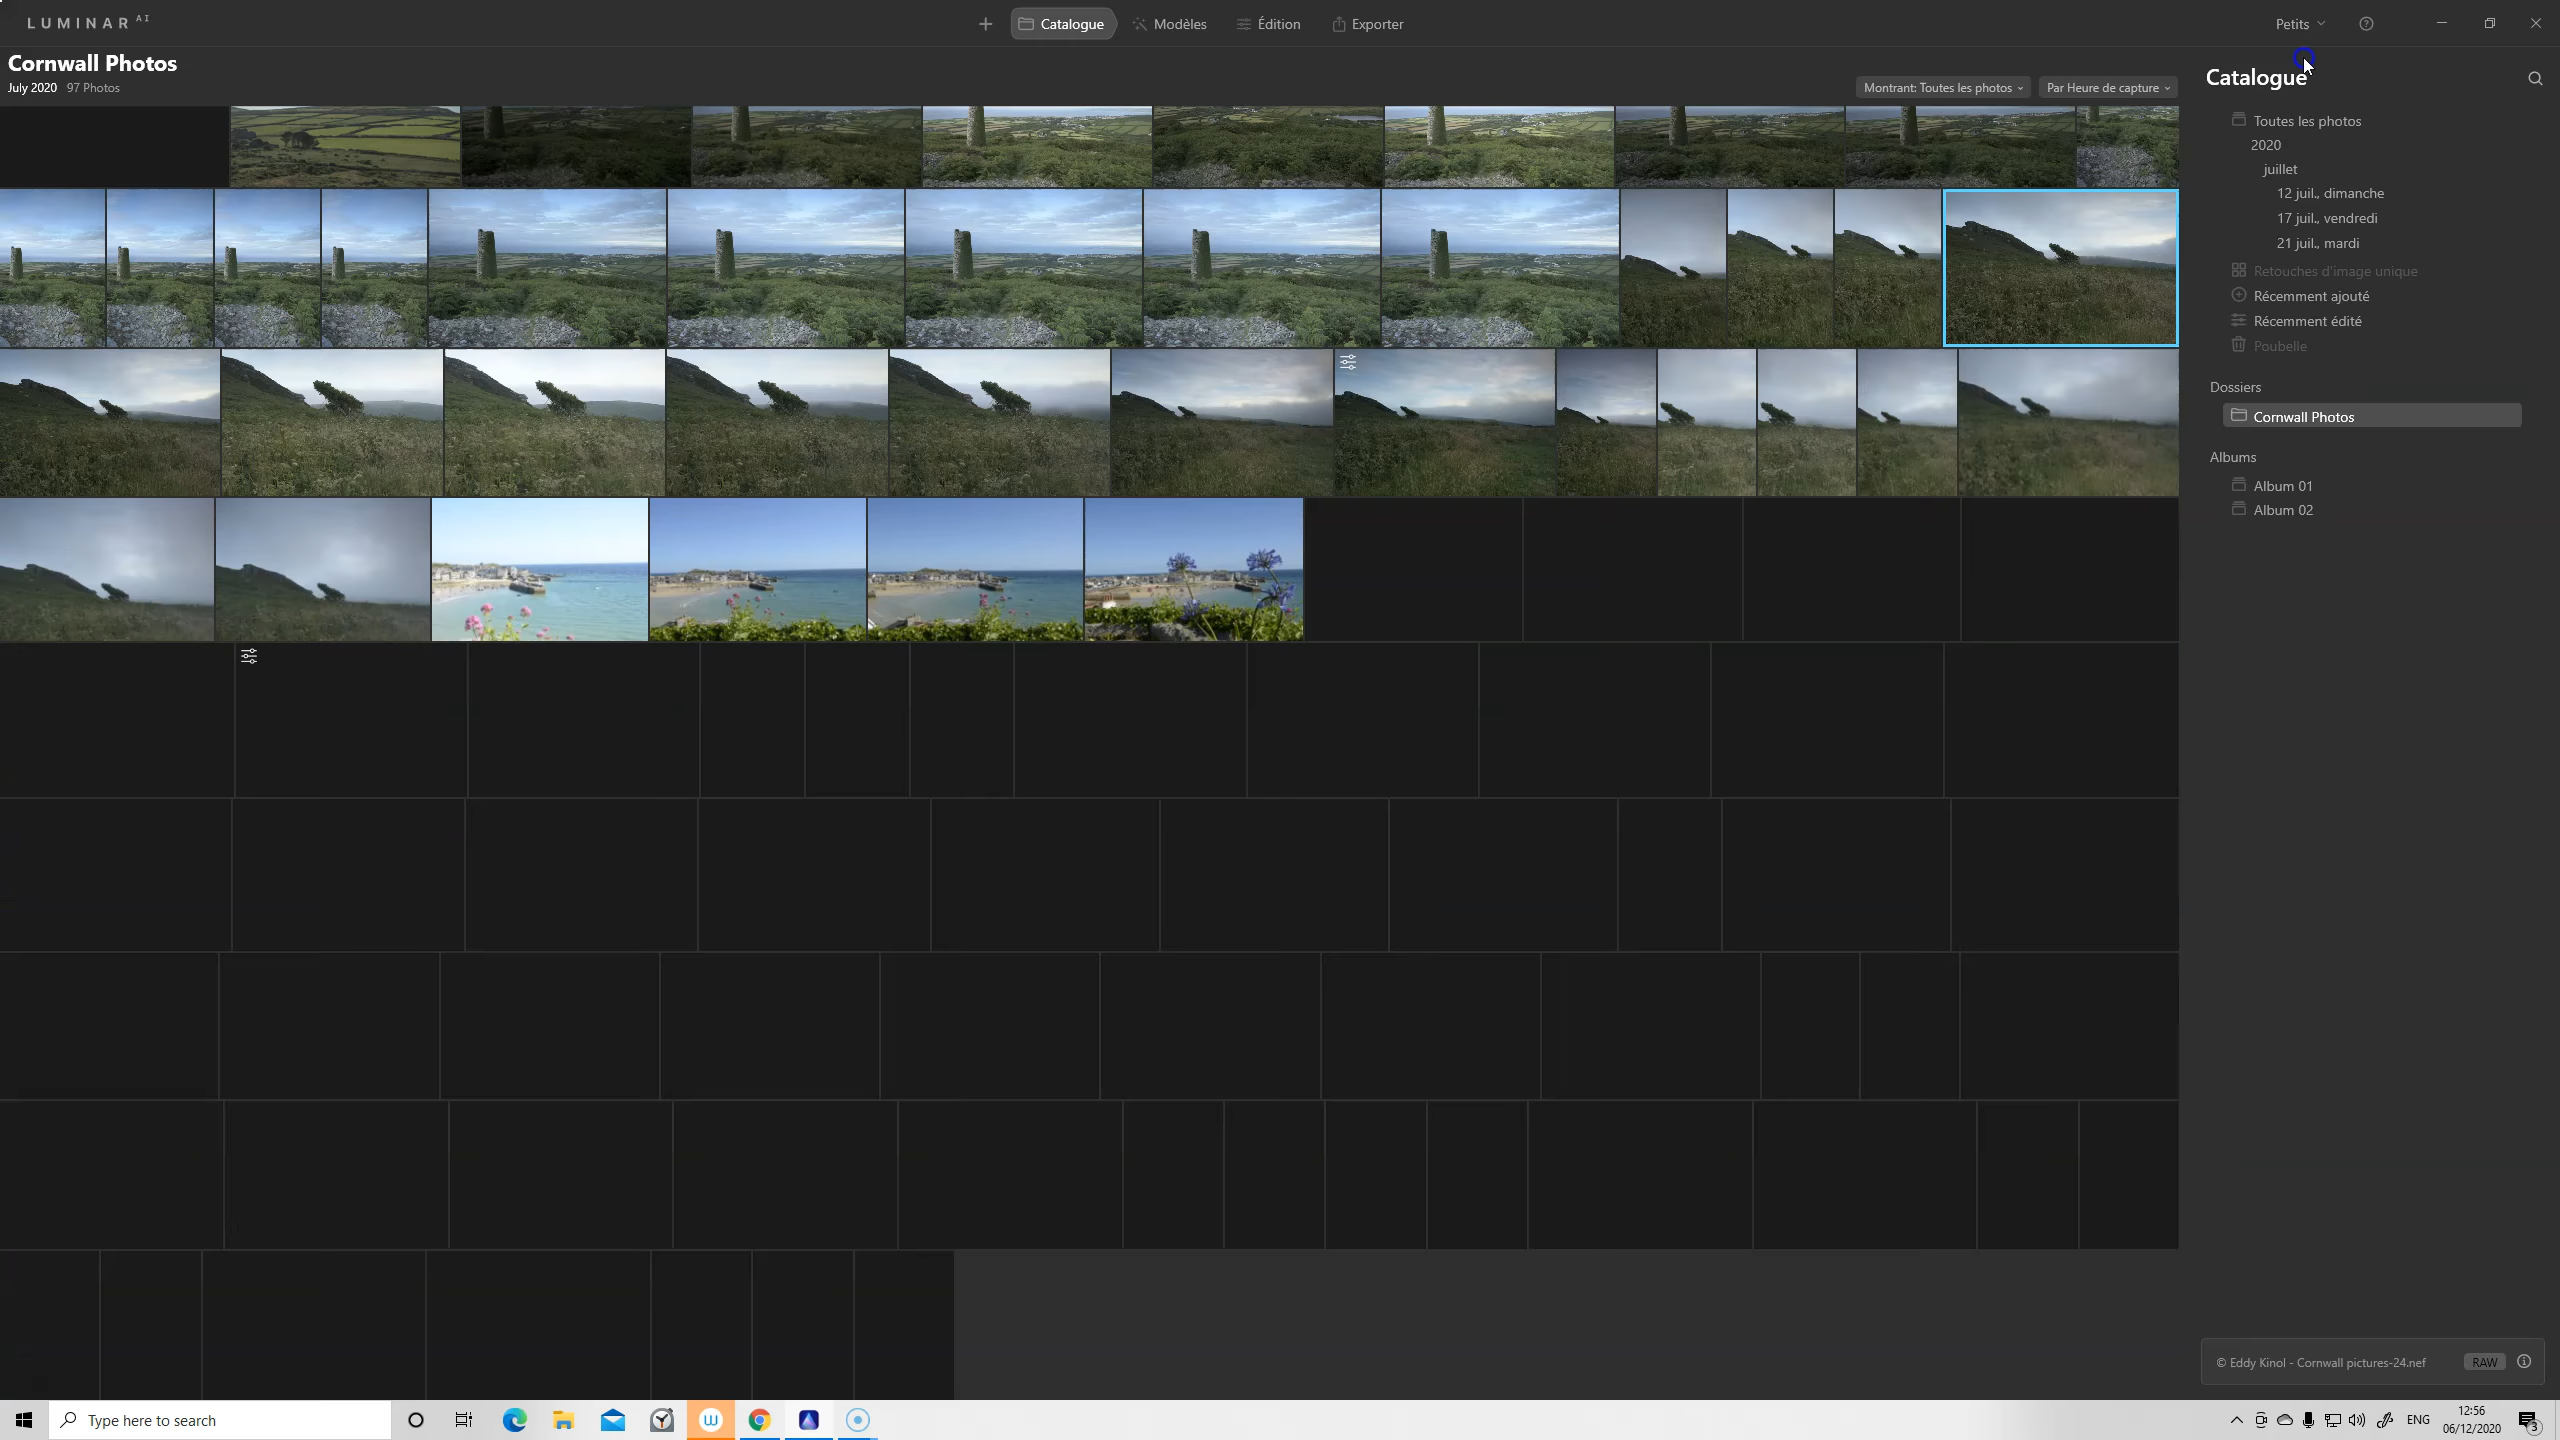 LUMINAR AI
Catalogue
Modèles
Édition
Exporter
Petits
Cornwall Photos
July 2020 97 Photos
Montrant: Toutes les photos
Par Heure de capture
Catalogue
Toutes les photos
2020
juillet
12 juil., dimanche
17 juil., vendredi
21 juil., mardi
Retouches d'image unique
Récemment ajouté
Récemment édité
Poubelle
Dossiers
Cornwall Photos
Albums
Album 01
Album 02
© Eddy Kinol - Cornwall pictures-24.nef
RAW
Type here to search
ENG
12:56
06/12/2020
3